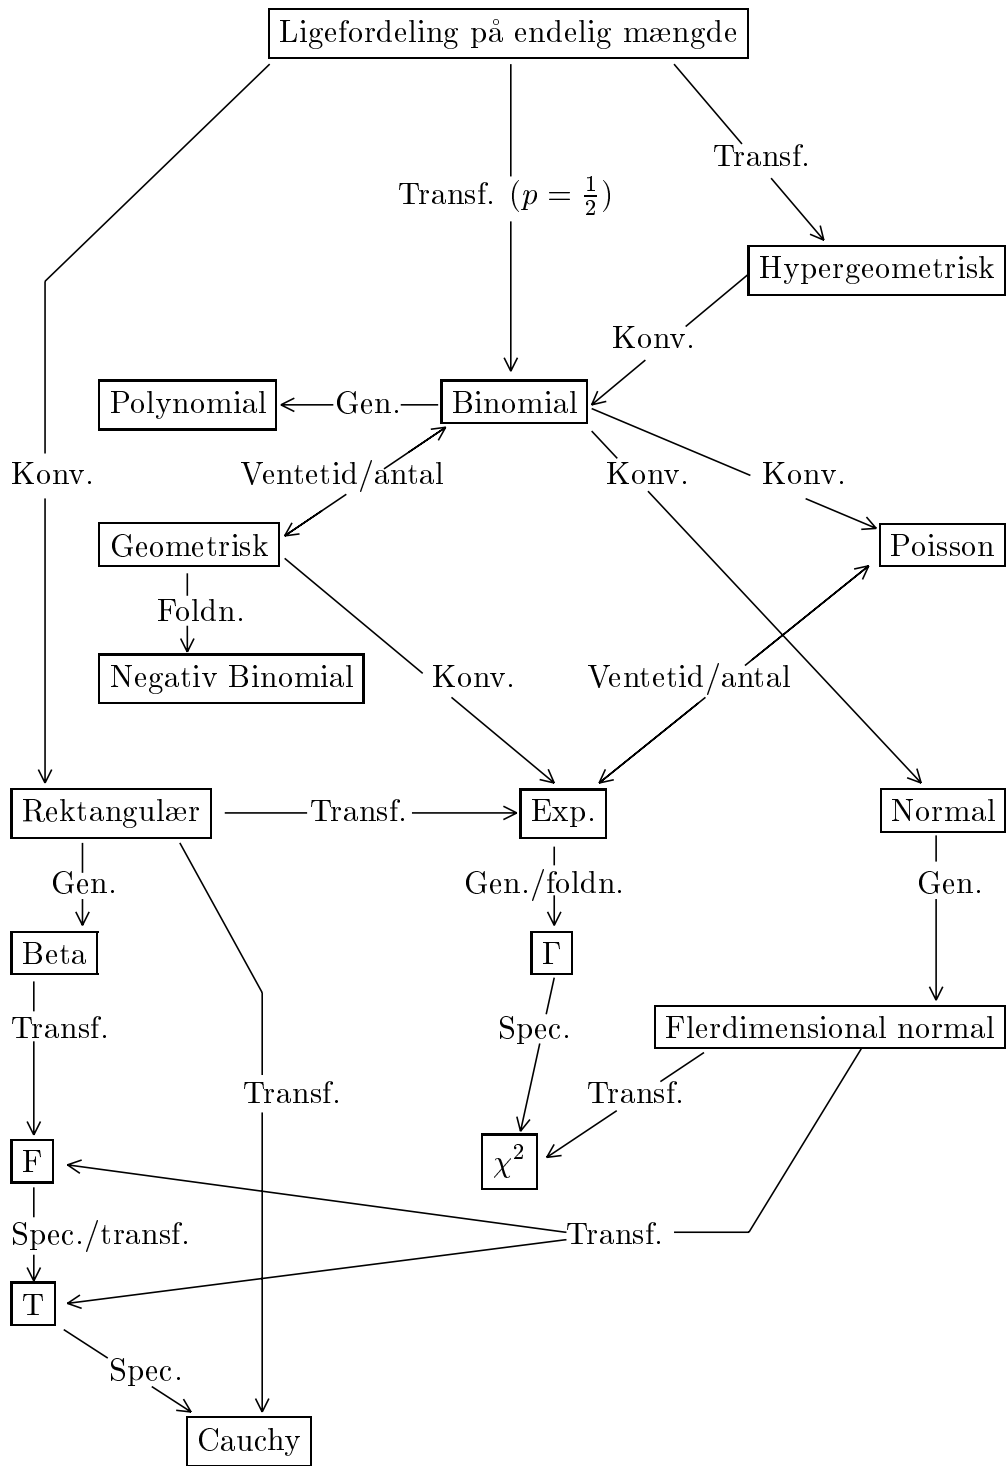 Ligefordeling på endelig mængde
Transf.
Transf. (p = 1/2)
Hypergeometrisk
Konv.
Polynomial
Gen.
Binomial
Konv.
Ventetid/antal
Konv.
Konv.
Geometrisk
Poisson
Foldn.
Negativ Binomial
Konv.
Ventetid/antal
Rektangulær
Transf.
Exp.
Normal
Gen.
Gen./foldn.
Gen.
Beta
Γ
Transf.
Spec.
Flerdimensional normal
Transf.
Transf.
F
χ²
Spec./transf.
Transf.
T
Spec.
Cauchy